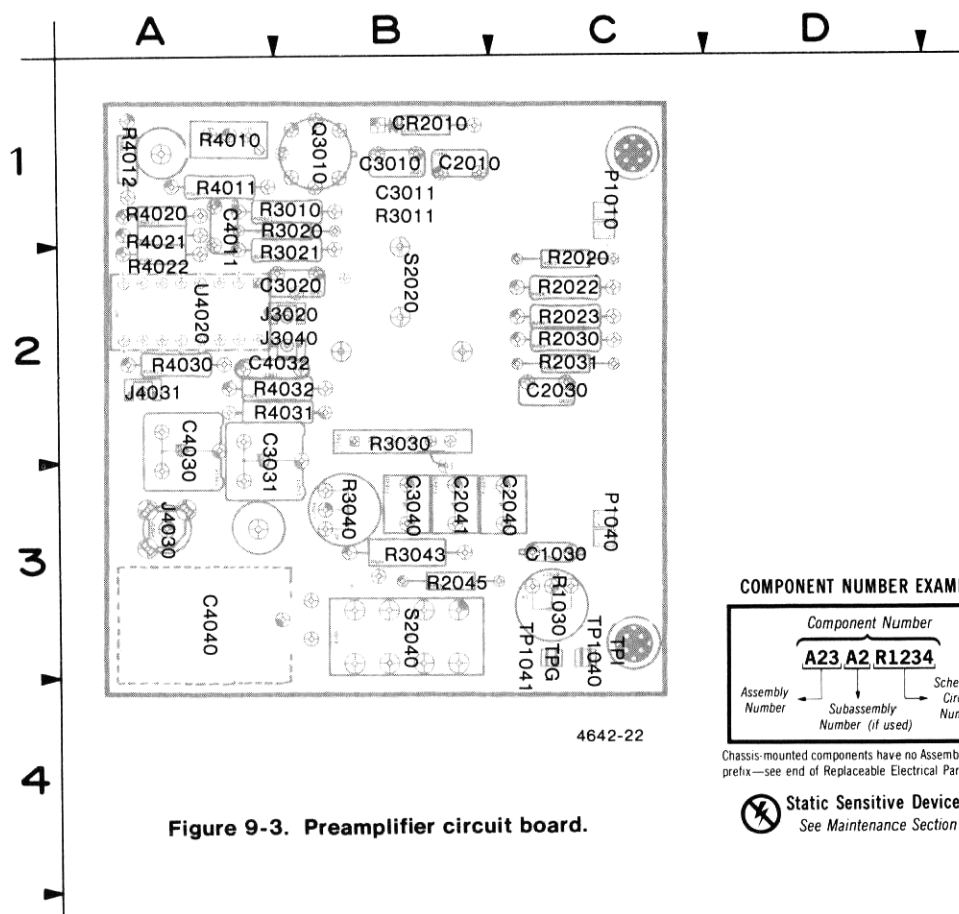 A B C D
1
R4012
R4010
Q3010
CR2010
C3010 C2010
P1010
R4011
C3011
R4020
C4011
R3010
R3011
R4021
R3020
R3021
R4022
S2020
R2020
U4020
C3020
R2022
J3020
R2023
2
J3040
R2030
R4030
C4032
R2031
J4031
R4032
C2030
R4031
C4030
C3031
R3030
R3040
C3040
C2041
C2040
P1040
J4030
3
R3043
C1030
R2045
R1030
C4040
S2040
TP1041
TPG
TP1040
TP1
4642-22
4
Figure 9-3. Preamplifier circuit board.
COMPONENT NUMBER EXAM
Component Number
A23 A2 R1234
Assembly
Number
Subassembly
Number (if used)
Sche
Circ
Num
Chassis-mounted components have no Assemb
prefix—see end of Replaceable Electrical Par
Static Sensitive Device
See Maintenance Section